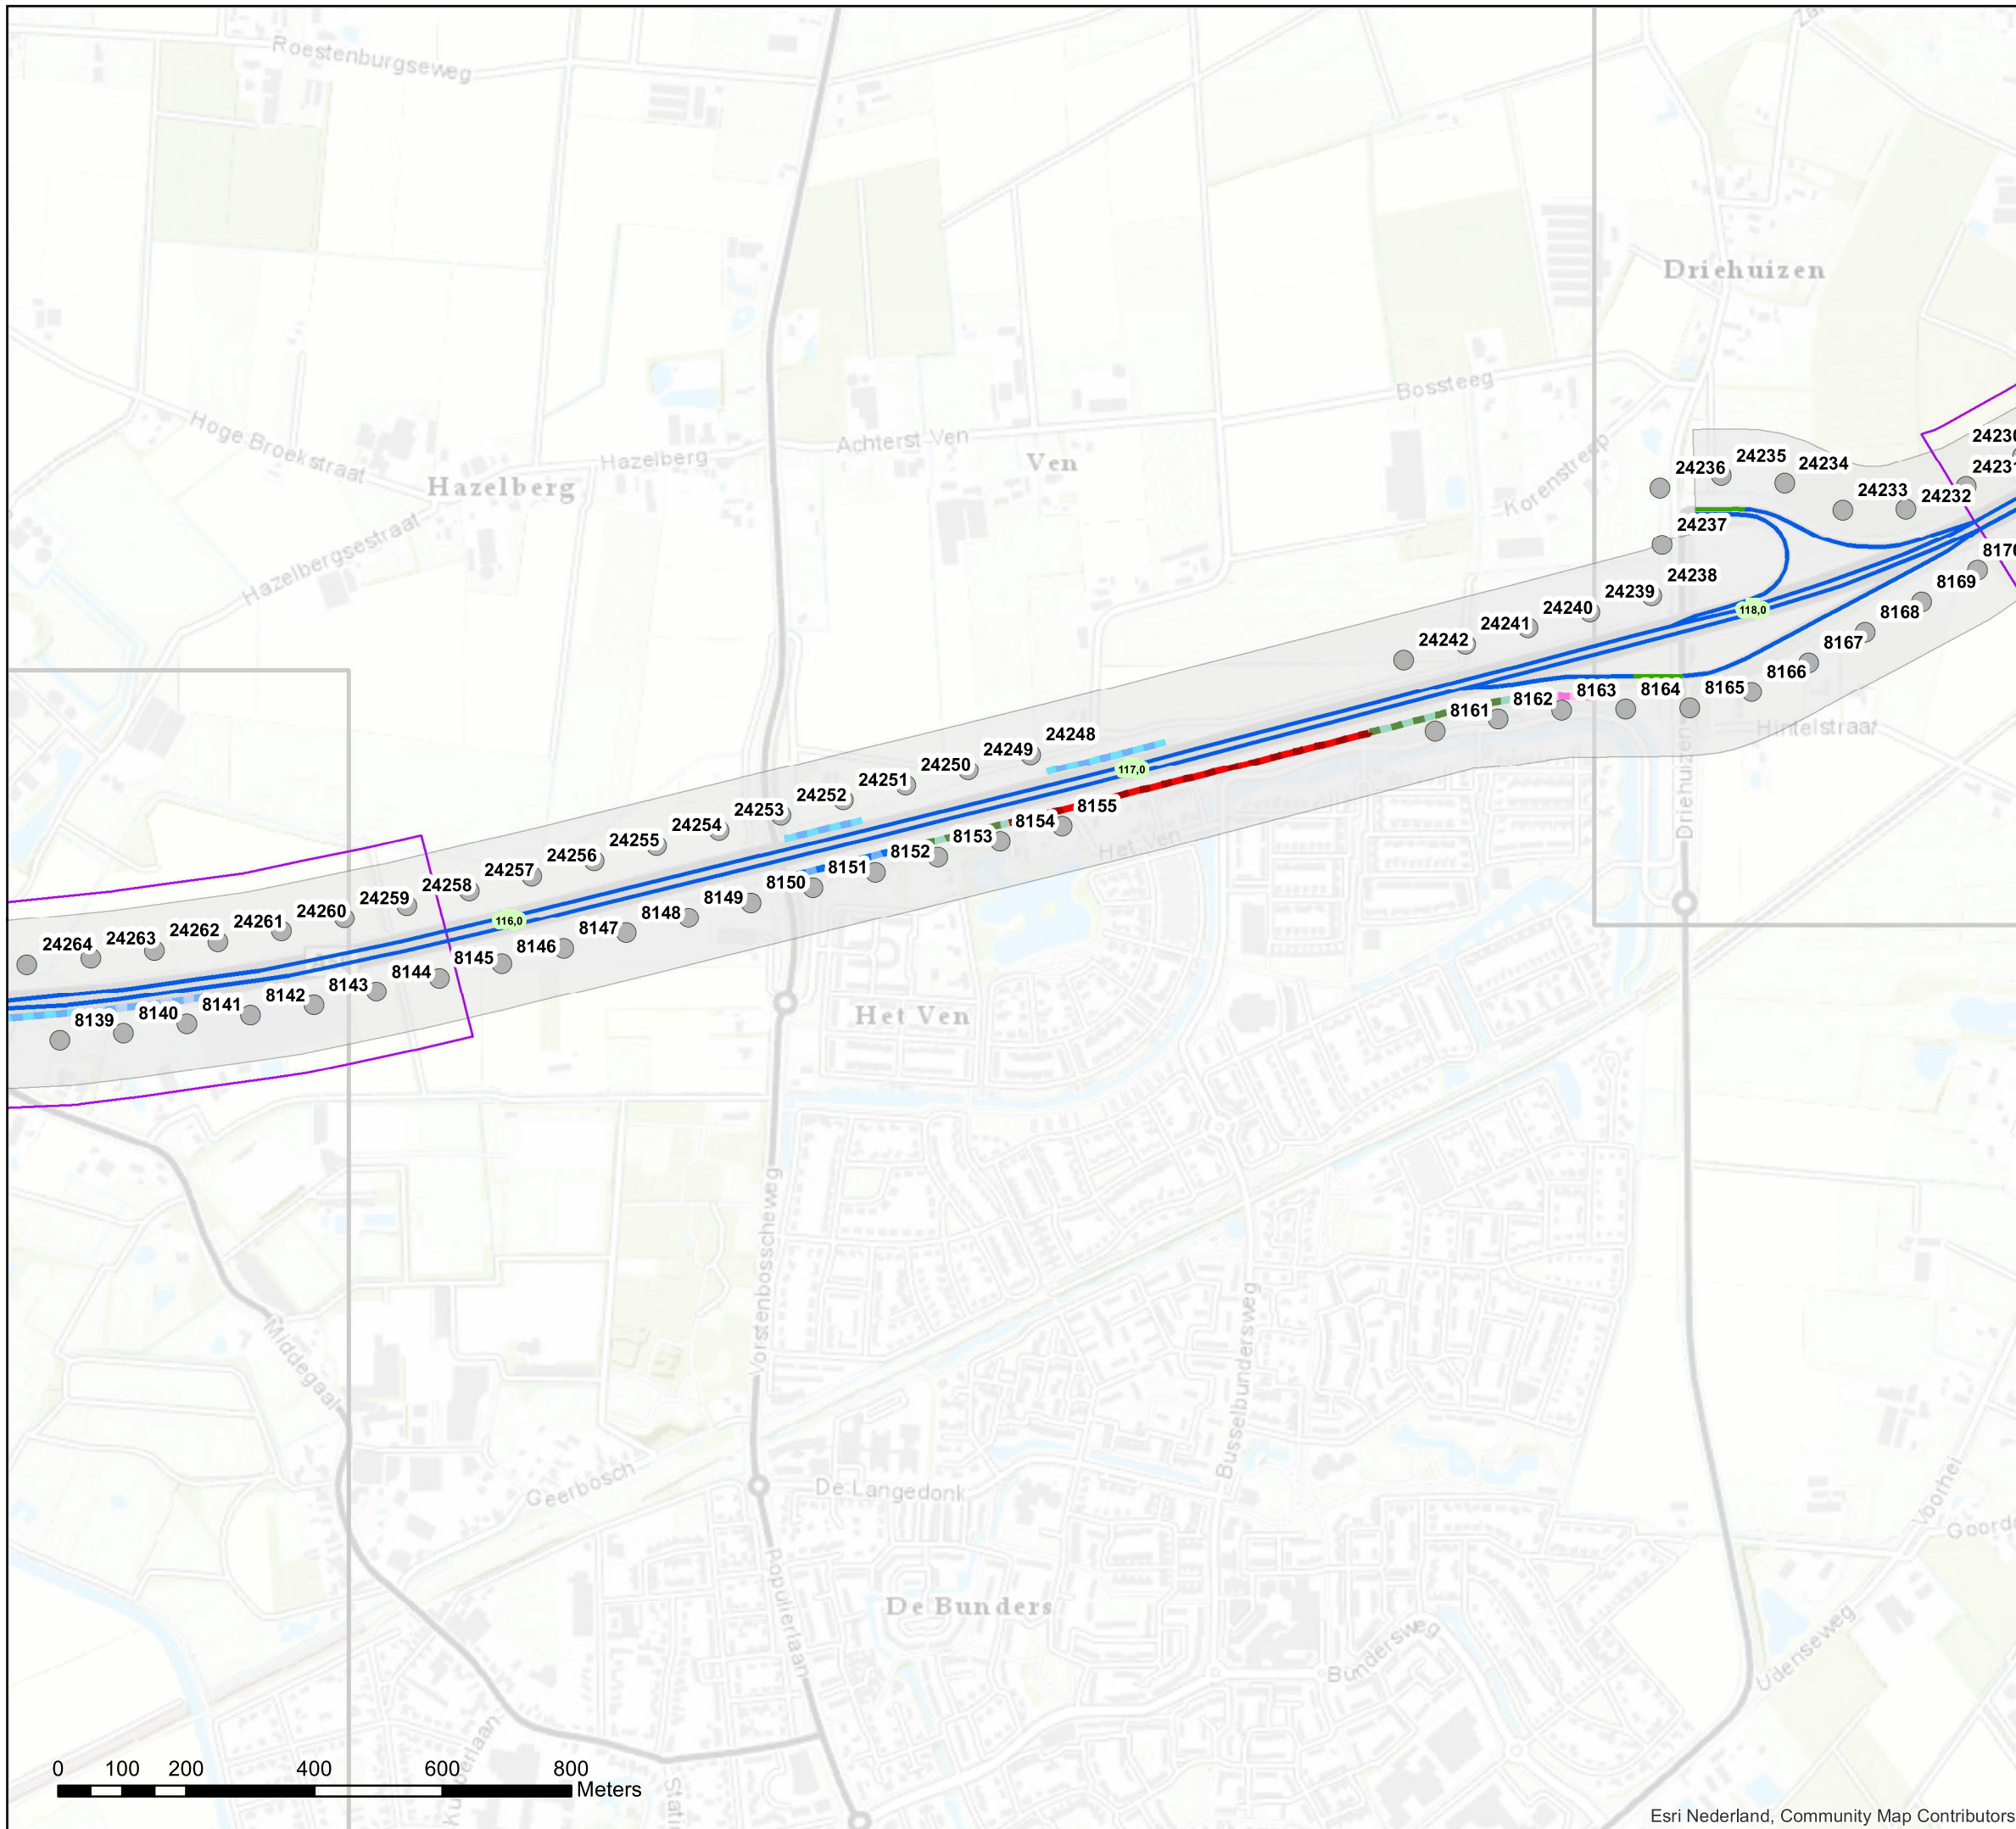 Roestenburgseweg
Driehuizen
Bossteeg
Hoge Broekstraat
Achterst Ven
Hazelberg
Ven
Hazelberg
Korenstreep
Hazelbergsestraat
24236
24235
24234
24233
24232
24237
24238
24239
24240
24241
24242
8169
8168
8167
8166
8165
8164
8163
8162
8161
118,0
Hintelstraat
Driehuizen
24248
24249
24250
24251
24252
24253
24254
24255
24256
24257
24258
24259
24260
24261
24262
24263
24264
117,0
116,0
8155
8154
8153
8152
8151
8150
8149
8148
8147
8146
8145
8144
8143
8142
8141
8140
8139
Het Ven
Het Ven
Vorstenbosscheweg
Middegaal
Busselbundersweg
Geerbosch
De Langedonk
Voorhei
Populierlaan
De Bunders
Bundersweg
Udenseweg
0 100 200 400 600 800
Meters
Esri Nederland, Community Map Contributors